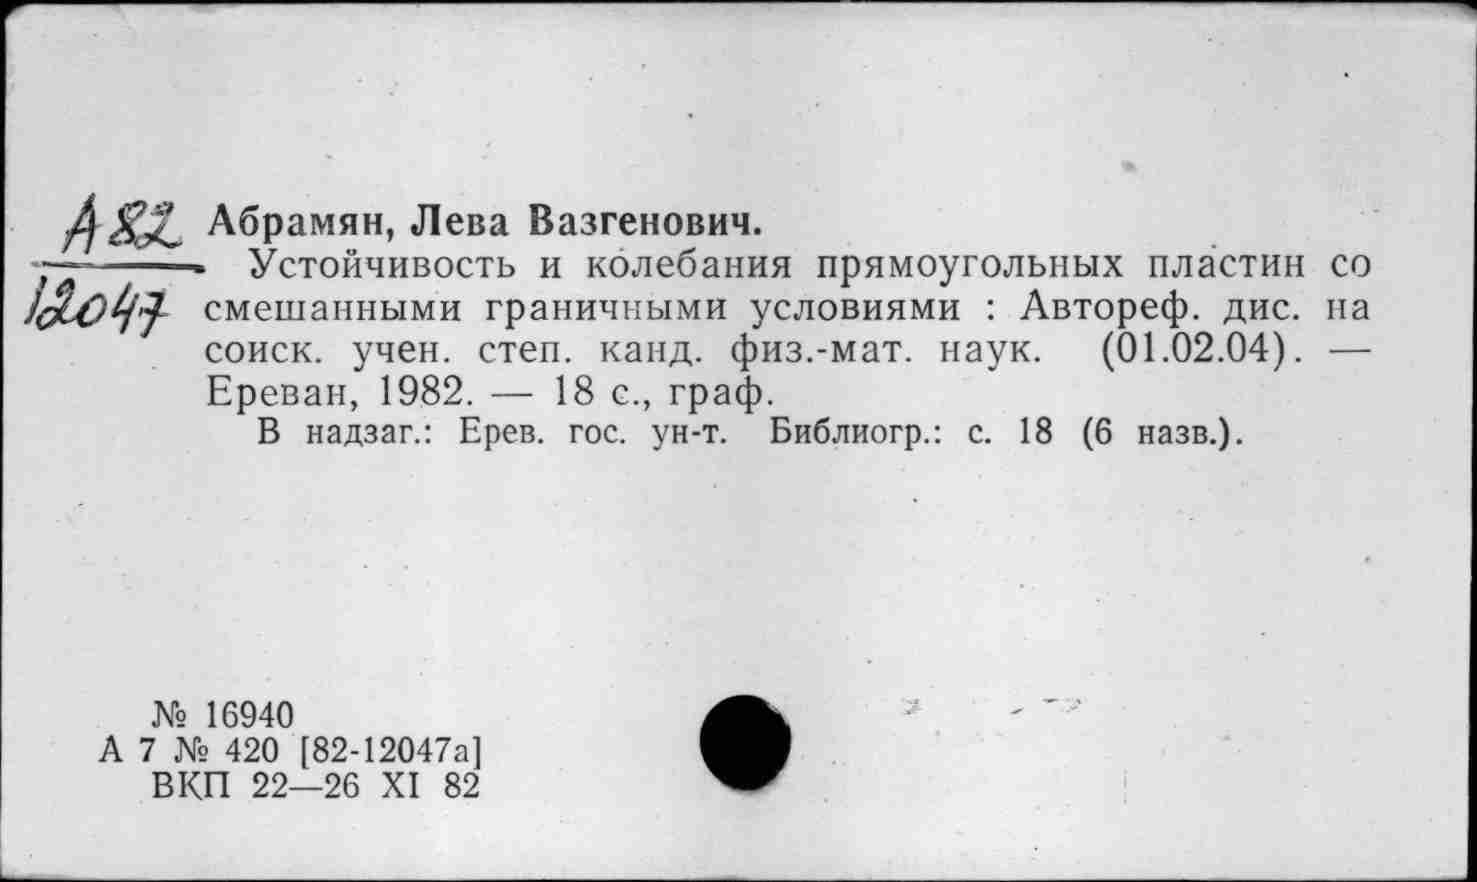 А82 Абрамян, Лева Вазгенович.
Устойчивость и колебания прямоугольных пластин со
12047 смешанными граничными условиями : Автореф. дис. на
соиск. учен. степ. канд. физ.-мат. наук. (01.02.04). —
Ереван, 1982. — 18 с., граф.
В надзаг.: Ерев. гос. ун-т. Библиогр.: с. 18 (6 назв.).
№ 16940
А 7 № 420 [82-12047а]
ВКП 22—26 XI 82